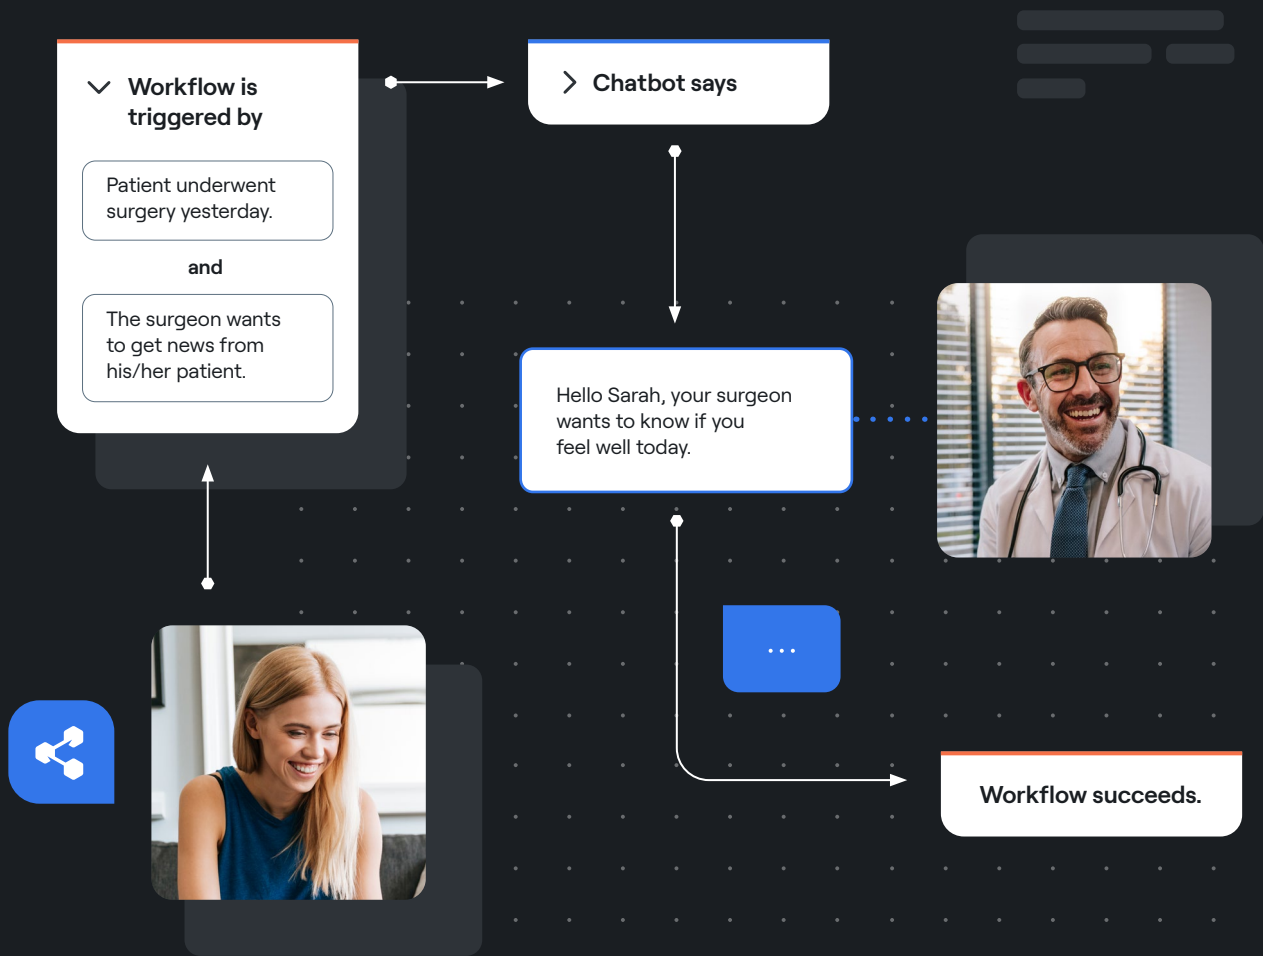 Workflow is
triggered by
Patient underwent
surgery yesterday.
and
The surgeon wants
to get news from
his/her patient.
Chatbot says
Hello Sarah, your surgeon
wants to know if you
feel well today.
...
Workflow succeeds.